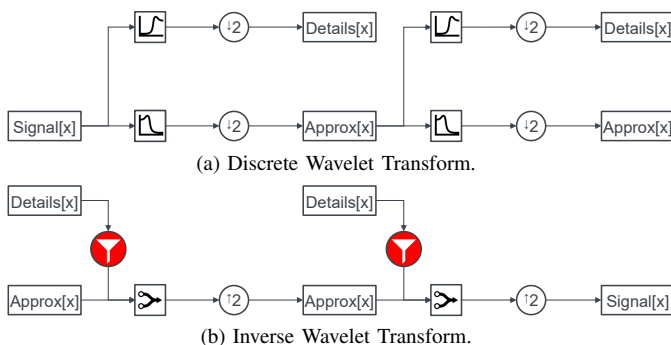 ↓2 Details[x] ↓2 Details[x]
Signal[x] ↓2 Approx[x] ↓2 Approx[x]
(a) Discrete Wavelet Transform.
Details[x] Details[x]
Approx[x] ↑2 Approx[x] ↑2 Signal[x]
(b) Inverse Wavelet Transform.